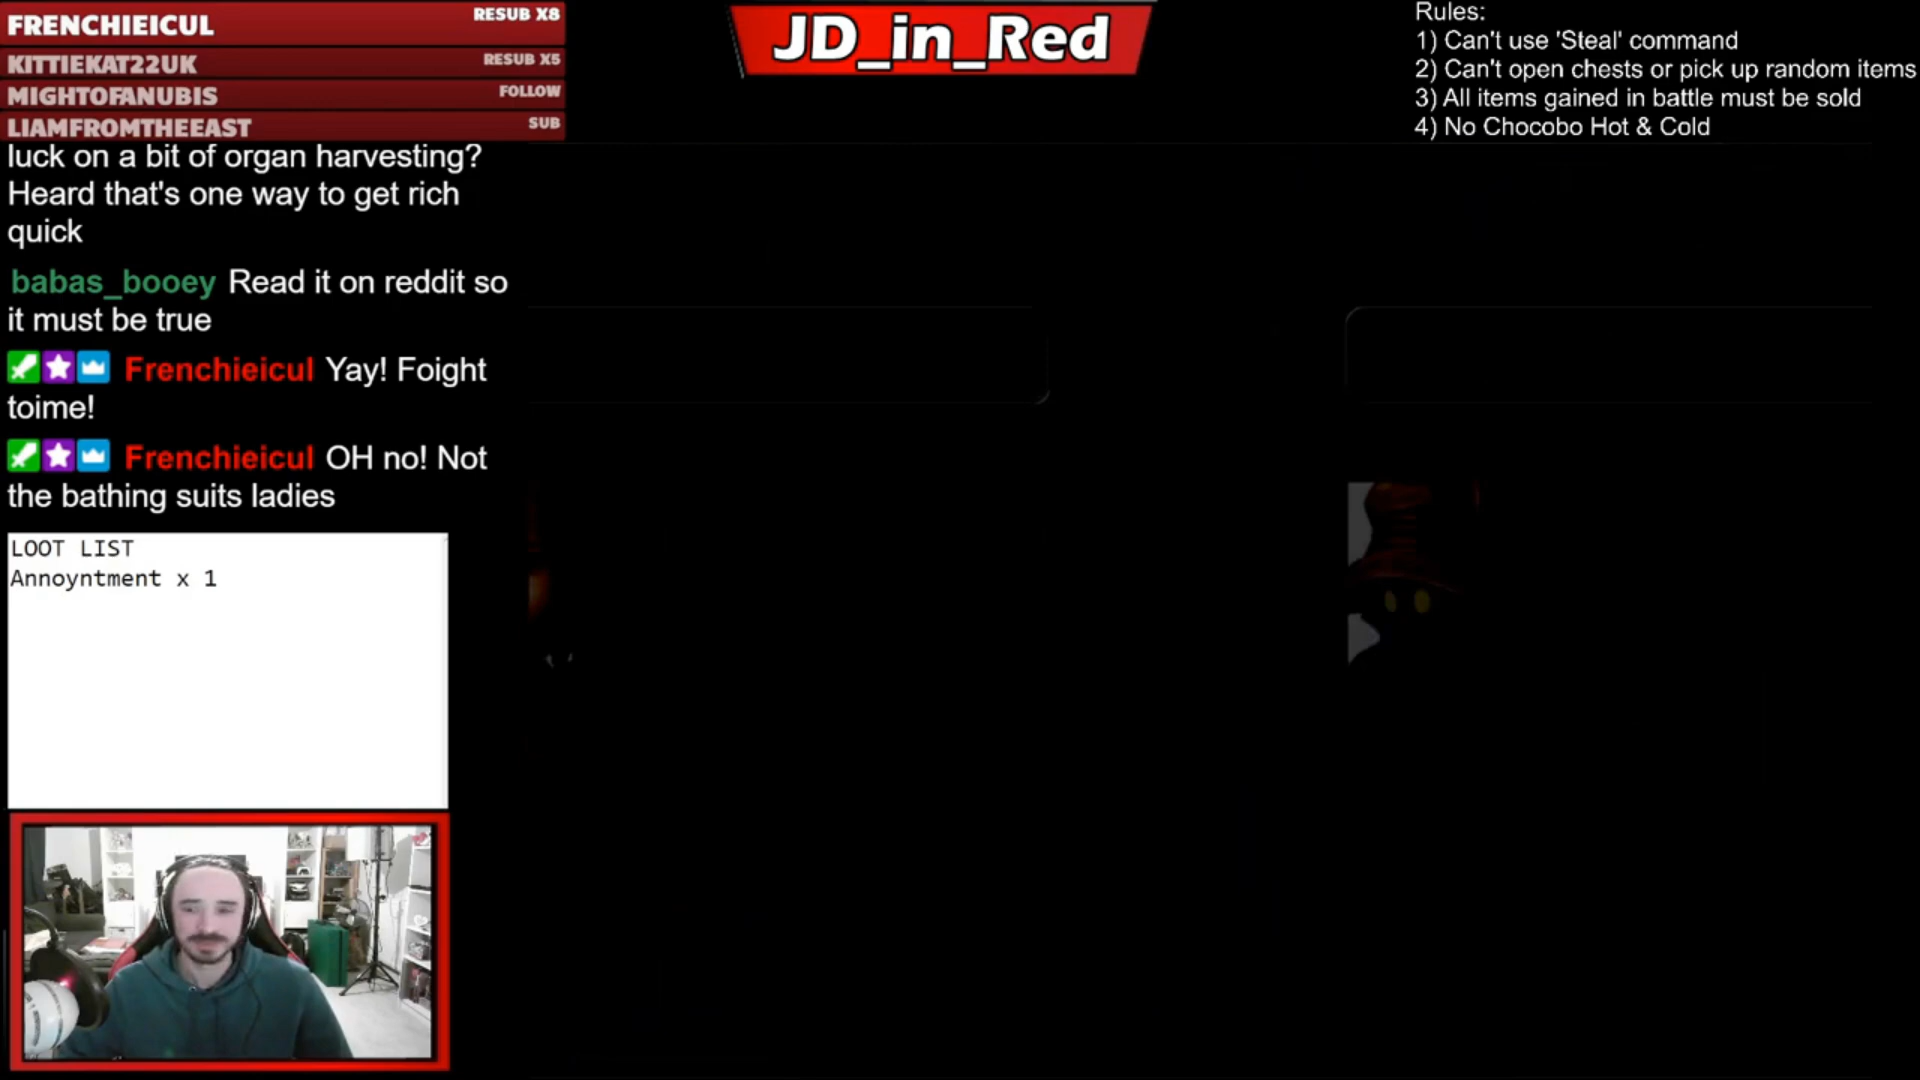 FRENCHIEICUL RESUB X8
KITTIEKAT22UK RESUB X5
MIGHTOFANUBIS FOLLOW
LIAMFROMTHEEAST SUB
luck on a bit of organ harvesting?
Heard that's one way to get rich
quick
babas_booey Read it on reddit so
it must be true
Frenchieicul Yay! Foight
toime!
Frenchieicul OH no! Not
the bathing suits ladies
LOOT LIST
Annoyntment x 1
JD_in_Red
Rules:
1) Can't use 'Steal' command
2) Can't open chests or pick up random items
3) All items gained in battle must be sold
4) No Chocobo Hot & Cold